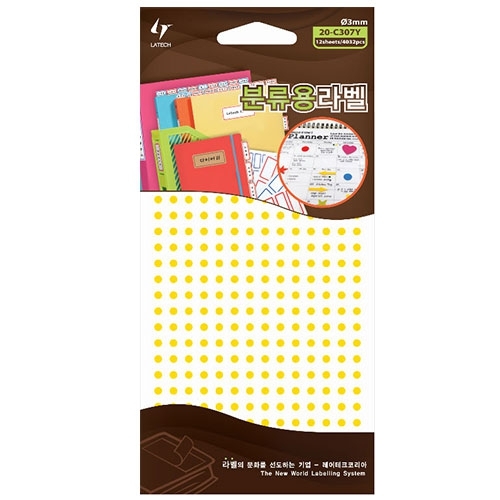 LATECH
Ø3mm
20-C307Y
12sheets/4032pcs
분류용라벨
Planner
라벨의 문화를 선도하는 기업 - 레이테크코리아
The New World Labelling System